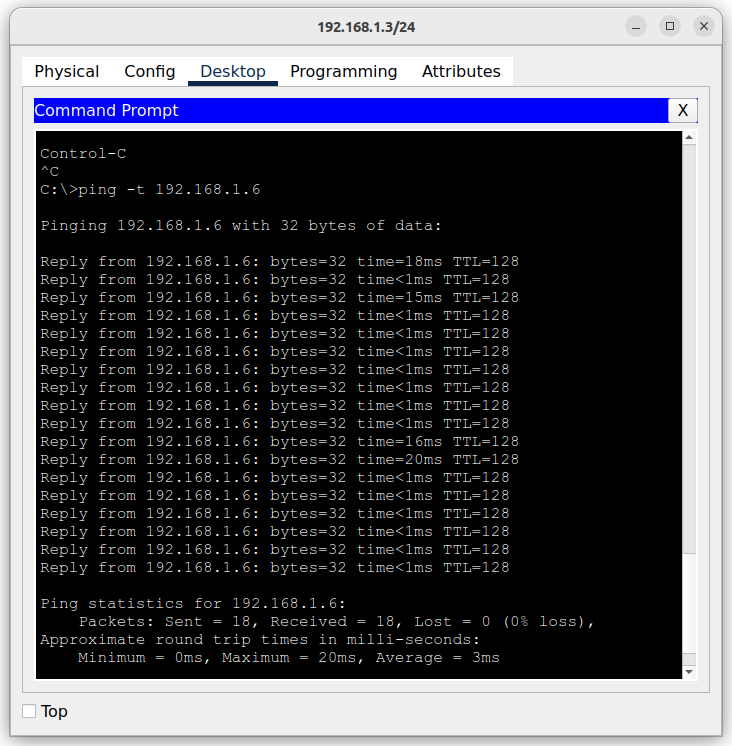 192.168.1.3/24
Physical Config Desktop Programming Attributes
Command Prompt X
Control-C
^C
C:\>ping -t 192.168.1.6
Pinging 192.168.1.6 with 32 bytes of data:
Reply from 192.168.1.6: bytes=32 time=18ms TTL=128
Reply from 192.168.1.6: bytes=32 time<1ms TTL=128
Reply from 192.168.1.6: bytes=32 time=15ms TTL=128
Reply from 192.168.1.6: bytes=32 time<1ms TTL=128
Reply from 192.168.1.6: bytes=32 time<1ms TTL=128
Reply from 192.168.1.6: bytes=32 time<1ms TTL=128
Reply from 192.168.1.6: bytes=32 time<1ms TTL=128
Reply from 192.168.1.6: bytes=32 time<1ms TTL=128
Reply from 192.168.1.6: bytes=32 time<1ms TTL=128
Reply from 192.168.1.6: bytes=32 time<1ms TTL=128
Reply from 192.168.1.6: bytes=32 time=16ms TTL=128
Reply from 192.168.1.6: bytes=32 time=20ms TTL=128
Reply from 192.168.1.6: bytes=32 time<1ms TTL=128
Reply from 192.168.1.6: bytes=32 time<1ms TTL=128
Reply from 192.168.1.6: bytes=32 time<1ms TTL=128
Reply from 192.168.1.6: bytes=32 time<1ms TTL=128
Reply from 192.168.1.6: bytes=32 time<1ms TTL=128
Reply from 192.168.1.6: bytes=32 time<1ms TTL=128
Ping statistics for 192.168.1.6:
Packets: Sent = 18, Received = 18, Lost = 0 (0% loss),
Approximate round trip times in milli-seconds:
Minimum = 0ms, Maximum = 20ms, Average = 3ms
Top